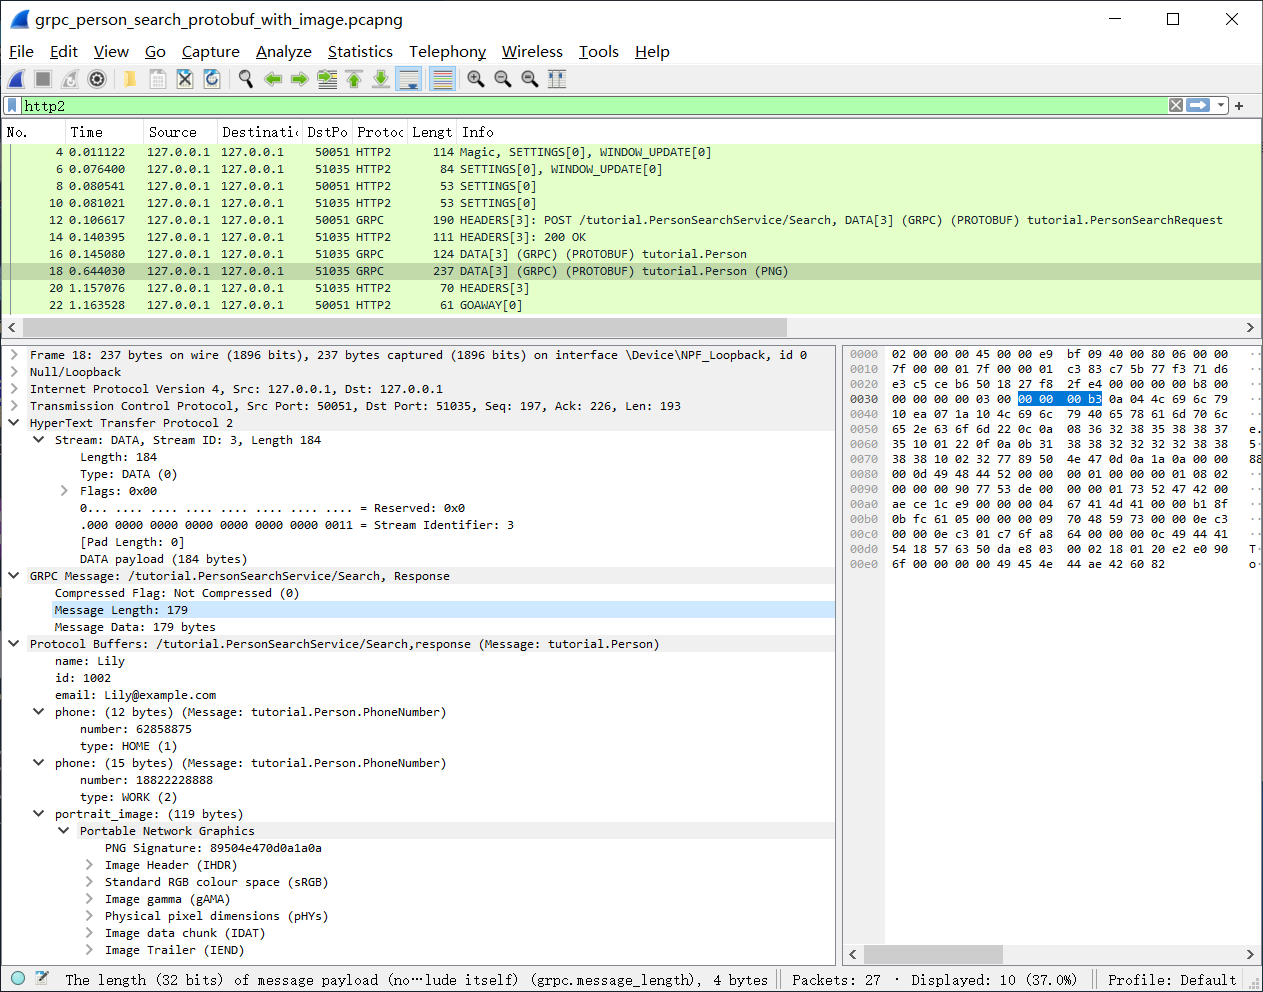 grpc_person_search_protobuf_with_image.pcapng
File Edit View Go Capture Analyze Statistics Telephony Wireless Tools Help
http2
No. Time Source Destinati DstPo Protoc Lengt Info
4 0.011122 127.0.0.1 127.0.0.1 50051 HTTP2 114 Magic, SETTINGS[0], WINDOW_UPDATE[0]
6 0.076400 127.0.0.1 127.0.0.1 51035 HTTP2 84 SETTINGS[0], WINDOW_UPDATE[0]
8 0.080541 127.0.0.1 127.0.0.1 50051 HTTP2 53 SETTINGS[0]
10 0.081021 127.0.0.1 127.0.0.1 51035 HTTP2 53 SETTINGS[0]
12 0.106617 127.0.0.1 127.0.0.1 50051 GRPC 190 HEADERS[3]: POST /tutorial.PersonSearchService/Search, DATA[3] (GRPC) (PROTOBUF) tutorial.PersonSearchRequest
14 0.140395 127.0.0.1 127.0.0.1 51035 HTTP2 111 HEADERS[3]: 200 OK
16 0.145080 127.0.0.1 127.0.0.1 51035 GRPC 124 DATA[3] (GRPC) (PROTOBUF) tutorial.Person
18 0.644030 127.0.0.1 127.0.0.1 51035 GRPC 237 DATA[3] (GRPC) (PROTOBUF) tutorial.Person (PNG)
20 1.157076 127.0.0.1 127.0.0.1 51035 HTTP2 70 HEADERS[3]
22 1.163528 127.0.0.1 127.0.0.1 50051 HTTP2 61 GOAWAY[0]
Frame 18: 237 bytes on wire (1896 bits), 237 bytes captured (1896 bits) on interface \Device\NPF_Loopback, id 0
Null/Loopback
Internet Protocol Version 4, Src: 127.0.0.1, Dst: 127.0.0.1
Transmission Control Protocol, Src Port: 50051, Dst Port: 51035, Seq: 197, Ack: 226, Len: 193
HyperText Transfer Protocol 2
Stream: DATA, Stream ID: 3, Length 184
Length: 184
Type: DATA (0)
Flags: 0x00
0... .... .... .... .... .... .... .... = Reserved: 0x0
.000 0000 0000 0000 0000 0000 0000 0011 = Stream Identifier: 3
[Pad Length: 0]
DATA payload (184 bytes)
GRPC Message: /tutorial.PersonSearchService/Search, Response
Compressed Flag: Not Compressed (0)
Message Length: 179
Message Data: 179 bytes
Protocol Buffers: /tutorial.PersonSearchService/Search,response (Message: tutorial.Person)
name: Lily
id: 1002
email: Lily@example.com
phone: (12 bytes) (Message: tutorial.Person.PhoneNumber)
number: 62858875
type: HOME (1)
phone: (15 bytes) (Message: tutorial.Person.PhoneNumber)
number: 18822228888
type: WORK (2)
portrait_image: (119 bytes)
Portable Network Graphics
PNG Signature: 89504e470d0a1a0a
Image Header (IHDR)
Standard RGB colour space (sRGB)
Image gamma (gAMA)
Physical pixel dimensions (pHYs)
Image data chunk (IDAT)
Image Trailer (IEND)
0000 02 00 00 00 45 00 00 e9 bf 09 40 00 80 06 00 00 ··
0010 7f 00 00 01 7f 00 00 01 c3 83 c7 5b 77 f3 71 d6 ··
0020 e3 c5 ce b6 50 18 27 f8 2f e4 00 00 00 00 b8 00 ··
0030 00 00 00 00 03 00 00 00 00 b3 0a 04 4c 69 6c 79 ··
0040 10 ea 07 1a 10 4c 69 6c 79 40 65 78 61 6d 70 6c ··
0050 65 2e 63 6f 6d 22 0c 0a 08 36 32 38 35 38 38 37 e.
0060 35 10 01 22 0f 0a 0b 31 38 38 32 32 32 32 38 38 5·
0070 38 38 10 02 32 77 89 50 4e 47 0d 0a 1a 0a 00 00 88
0080 00 0d 49 48 44 52 00 00 00 01 00 00 00 01 08 02 ··
0090 00 00 00 90 77 53 de 00 00 00 01 73 52 47 42 00 ··
00a0 ae ce 1c e9 00 00 00 04 67 41 4d 41 00 00 b1 8f ··
00b0 0b fc 61 05 00 00 00 09 70 48 59 73 00 00 0e c3 ··
00c0 00 00 0e c3 01 c7 6f a8 64 00 00 00 0c 49 44 41 ··
00d0 54 18 57 63 50 da e8 03 00 02 18 01 20 e2 e0 90 T·
00e0 6f 00 00 00 00 49 45 4e 44 ae 42 60 82 o·
The length (32 bits) of message payload (no…lude itself) (grpc.message_length), 4 bytes Packets: 27 · Displayed: 10 (37.0%) Profile: Default